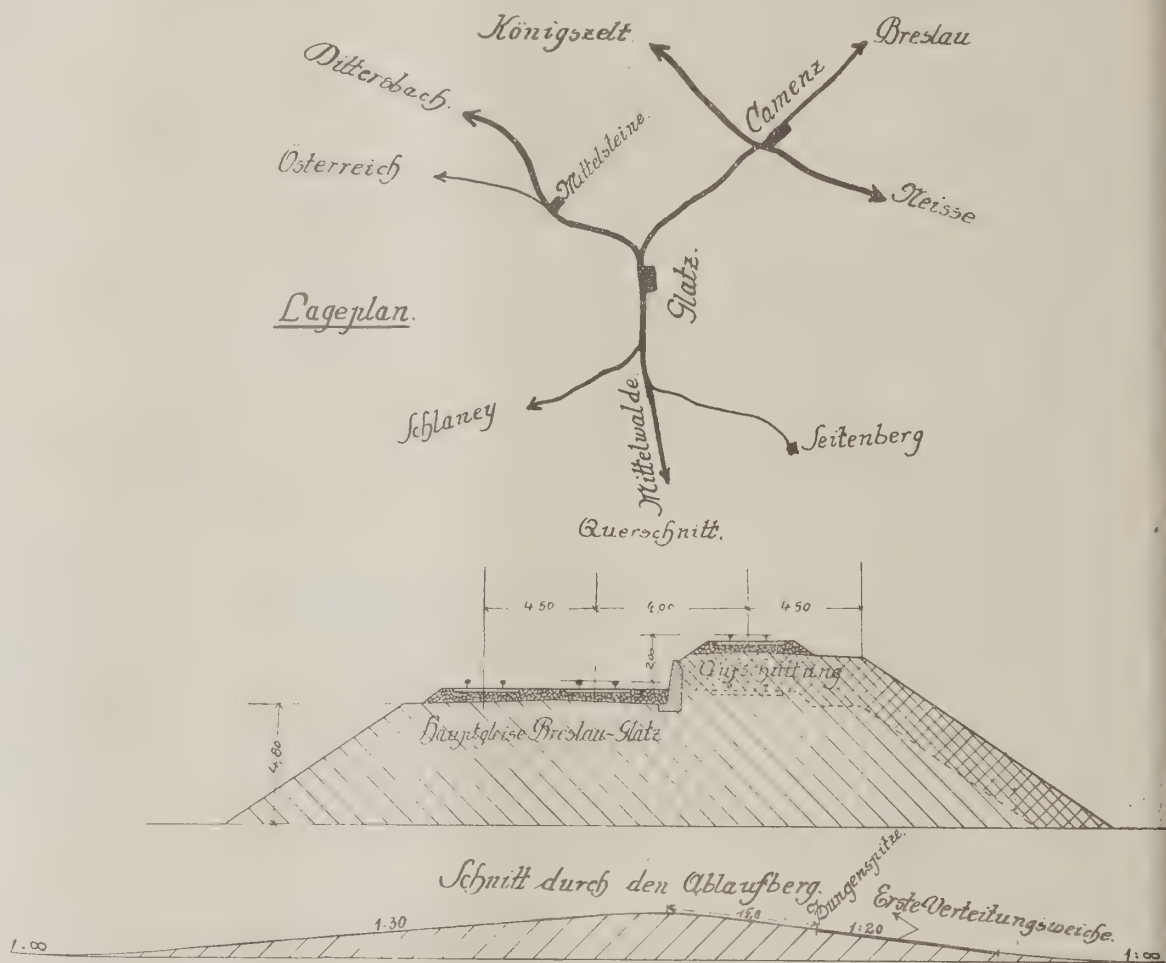 Königszelt
Breslau
Dittersbach.
Camenz
Österreich
Mittelsteine.
Neisse
Glatz.
Lageplan.
Schlaney
Mittelwalde.
Seitenberg
Querschnitt.
4 50
4.00
4 50
2,00
Aufschüttung
Hauptgleise Breslau-Glatz
4,80
Schnitt durch den Ablaufberg.
Zungenspitze.
Erste Verteitungsweiche.
1:∞
1:30
15,0
1:20
1:∞